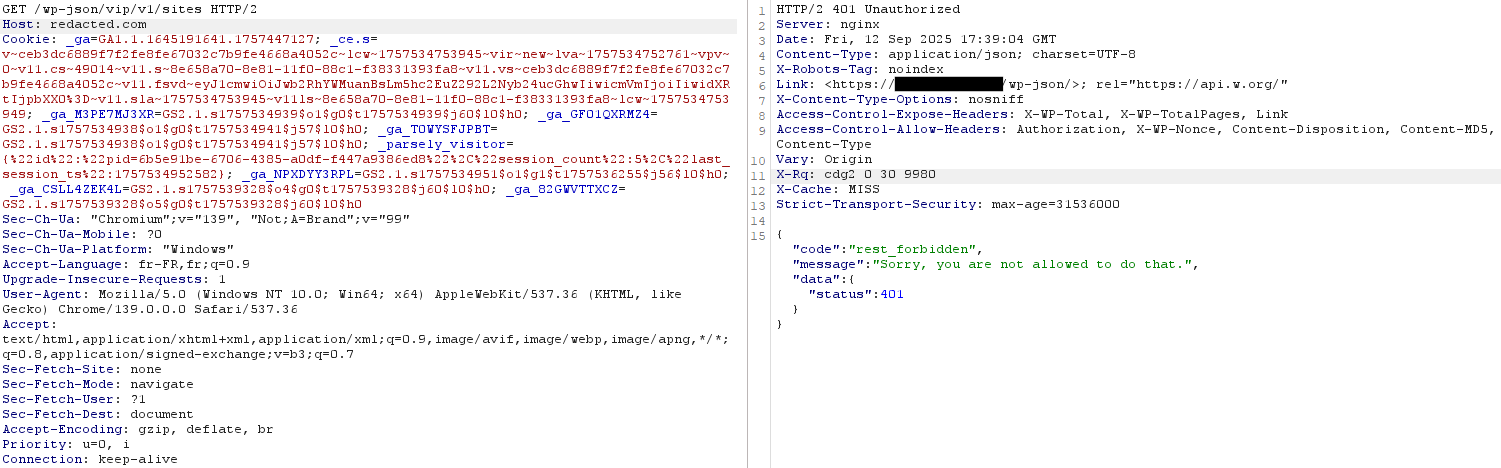 GET /wp-json/vip/v1/sites HTTP/2
Host: redacted.com
Cookie: _ga=GA1.1.1645191641.1757447127; _ce.s=
v~ceb3dc6889f7f2fe8fe67032c7b9fe4668a4052c~lcw~1757534753945~vir~new~lva~1757534752761~vpv~
0~v11.cs~49014~v11.s~8e658a70-8e81-11f0-88c1-f38331393fa8~v11.vs~ceb3dc6889f7f2fe8fe67032c7
b9fe4668a4052c~v11.fsvd~eyJ1cmwiOiJwb2RhYWMuanBsLm5hc2EuZ292L2Nyb24ucGhwIiwicmVmIjoiIiwidXR
tIjpbXX0%3D~v11.sla~1757534753945~v11ls~8e658a70-8e81-11f0-88c1-f38331393fa8~lcw~1757534753
949; _ga_M3PE7MJ3XR=GS2.1.s1757534939$o1$g0$t1757534939$j60$l0$h0; _ga_GF01QXRMZ4=
GS2.1.s1757534938$o1$g0$t1757534941$j57$l0$h0; _ga_T0WYSFJPBT=
GS2.1.s1757534939$o1$g0$t1757534941$j57$l0$h0; _parsely_visitor=
{%22id%22:%22pid=6b5e91be-6706-4385-a0df-f447a9386ed8%22%2C%22session_count%22:5%2C%22last_
session_ts%22:1757534952582}; _ga_NPXDYY3RPL=GS2.1.s1757534951$o1$g1$t1757536255$j56$l0$h0;
_ga_CSLL4ZEK4L=GS2.1.s1757539328$o4$g0$t1757539328$j60$l0$h0; _ga_82GWVTTXCZ=
GS2.1.s1757539328$o5$g0$t1757539328$j60$l0$h0
Sec-Ch-Ua: "Chromium";v="139", "Not;A=Brand";v="99"
Sec-Ch-Ua-Mobile: ?0
Sec-Ch-Ua-Platform: "Windows"
Accept-Language: fr-FR,fr;q=0.9
Upgrade-Insecure-Requests: 1
User-Agent: Mozilla/5.0 (Windows NT 10.0; Win64; x64) AppleWebKit/537.36 (KHTML, like
Gecko) Chrome/139.0.0.0 Safari/537.36
Accept:
text/html,application/xhtml+xml,application/xml;q=0.9,image/avif,image/webp,image/apng,*/*;
q=0.8,application/signed-exchange;v=b3;q=0.7
Sec-Fetch-Site: none
Sec-Fetch-Mode: navigate
Sec-Fetch-User: ?1
Sec-Fetch-Dest: document
Accept-Encoding: gzip, deflate, br
Priority: u=0, i
Connection: keep-alive
1 HTTP/2 401 Unauthorized
2 Server: nginx
3 Date: Fri, 12 Sep 2025 17:39:04 GMT
4 Content-Type: application/json; charset=UTF-8
5 X-Robots-Tag: noindex
6 Link: <https:// /wp-json/>; rel="https://api.w.org/"
7 X-Content-Type-Options: nosniff
8 Access-Control-Expose-Headers: X-WP-Total, X-WP-TotalPages, Link
9 Access-Control-Allow-Headers: Authorization, X-WP-Nonce, Content-Disposition, Content-MD5,
Content-Type
10 Vary: Origin
11 X-Rq: cdg2 0 30 9980
12 X-Cache: MISS
13 Strict-Transport-Security: max-age=31536000
14
15 {
"code":"rest_forbidden",
"message":"Sorry, you are not allowed to do that.",
"data":{
"status":401
}
}